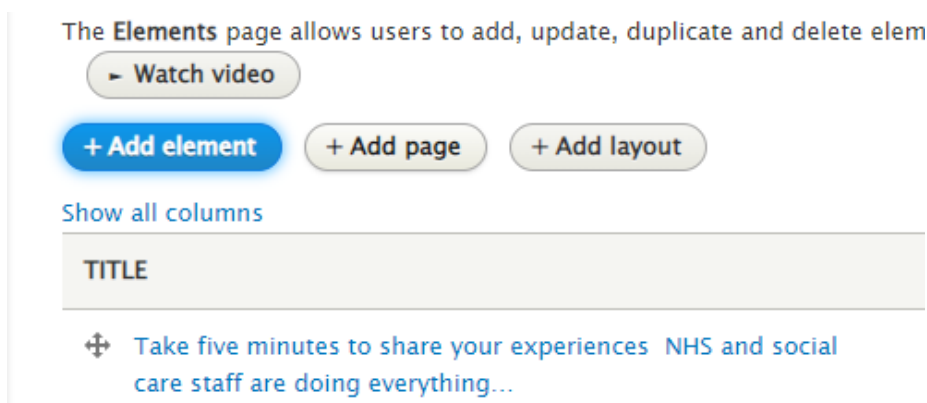 The Elements page allows users to add, update, duplicate and delete elem
► Watch video
+ Add element + Add page + Add layout
Show all columns
TITLE
Take five minutes to share your experiences  NHS and social
care staff are doing everything...